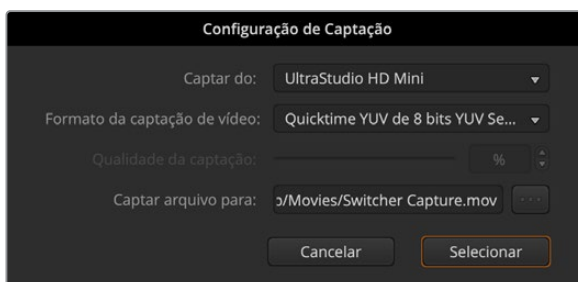 Configuração de Captação
Captar do: UltraStudio HD Mini
Formato da captação de vídeo: Quicktime YUV de 8 bits YUV Se...
Qualidade da captação: %
Captar arquivo para: o/Movies/Switcher Capture.mov ...
Cancelar Selecionar